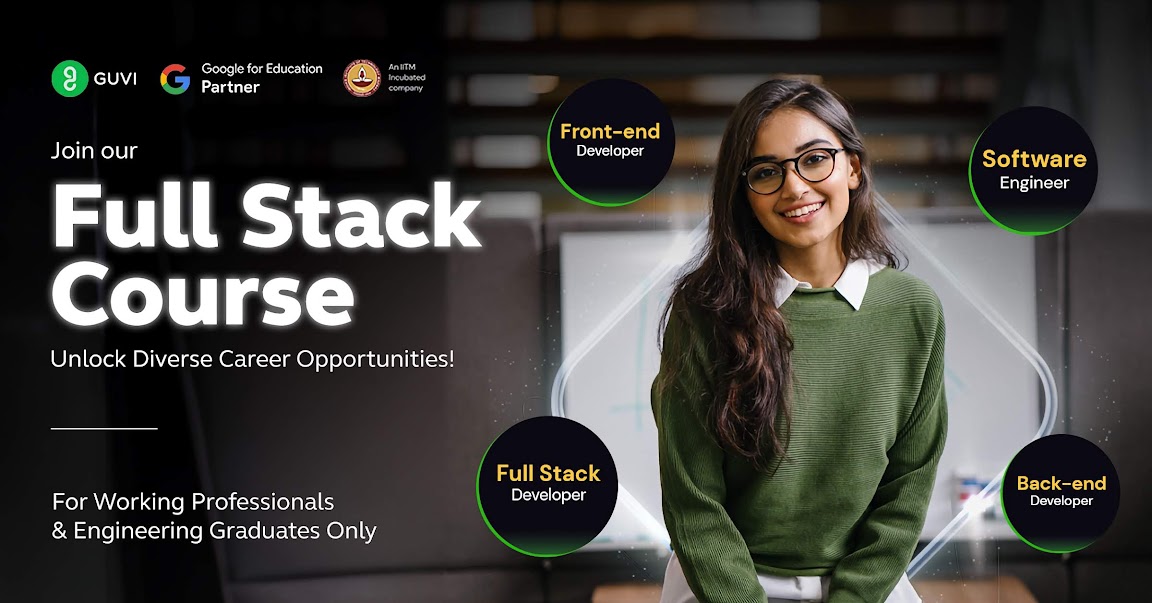 GUVI
Google for Education
Partner
An IITM
Incubated
company
Join our
Full Stack
Course
Unlock Diverse Career Opportunities!
For Working Professionals
& Engineering Graduates Only
Front-end
Developer
Software
Engineer
Full Stack
Developer
Back-end
Developer